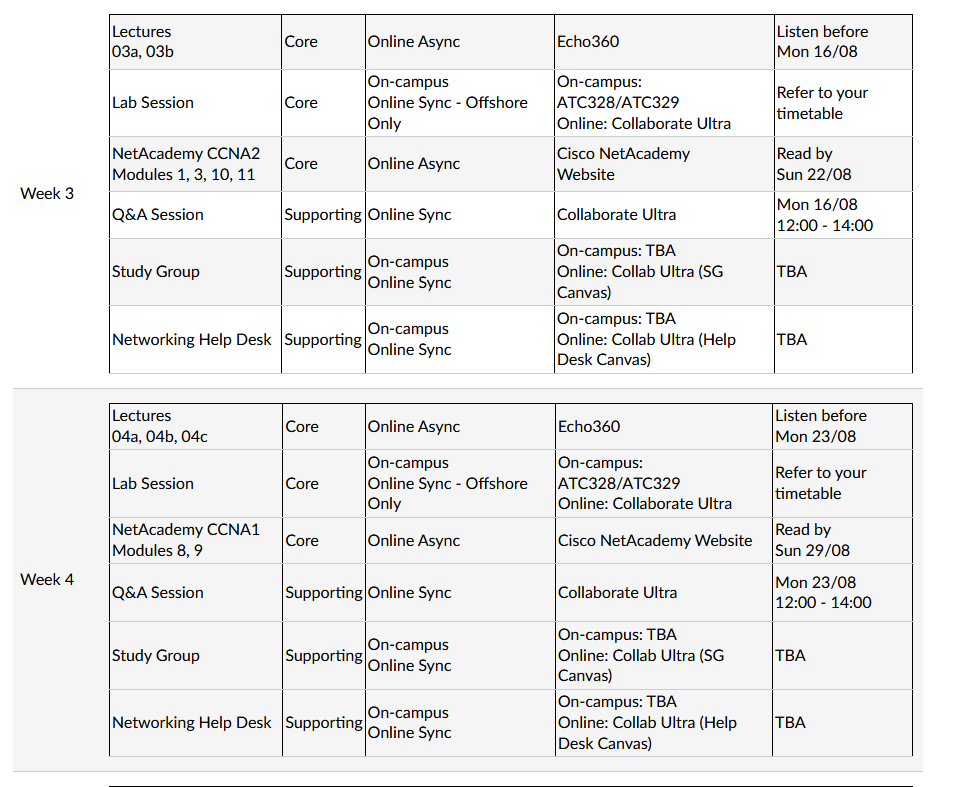 Lectures
03a, 03b
Core
Online Async
Echo360
Listen before
Mon 16/08
Lab Session
Core
On-campus
Online Sync - Offshore
Only
On-campus:
ATC328/ATC329
Online: Collaborate Ultra
Refer to your
timetable
Week 3
NetAcademy CCNA2
Modules 1, 3, 10, 11
Core
Online Async
Cisco NetAcademy
Website
Read by
Sun 22/08
Q&A Session
Supporting
Online Sync
Collaborate Ultra
Mon 16/08
12:00 - 14:00
Study Group
Supporting
On-campus
Online Sync
On-campus: TBA
Online: Collab Ultra (SG
Canvas)
TBA
Networking Help Desk
Supporting
On-campus
Online Sync
On-campus: TBA
Online: Collab Ultra (Help
Desk Canvas)
TBA
Lectures
04a, 04b, 04c
Core
Online Async
Echo360
Listen before
Mon 23/08
Lab Session
Core
On-campus
Online Sync - Offshore
Only
On-campus:
ATC328/ATC329
Online: Collaborate Ultra
Refer to your
timetable
NetAcademy CCNA1
Modules 8, 9
Core
Online Async
Cisco NetAcademy Website
Read by
Sun 29/08
Week 4
Q&A Session
Supporting
Online Sync
Collaborate Ultra
Mon 23/08
12:00 - 14:00
Study Group
Supporting
On-campus
Online Sync
On-campus: TBA
Online: Collab Ultra (SG
Canvas)
TBA
Networking Help Desk
Supporting
On-campus
Online Sync
On-campus: TBA
Online: Collab Ultra (Help
Desk Canvas)
TBA